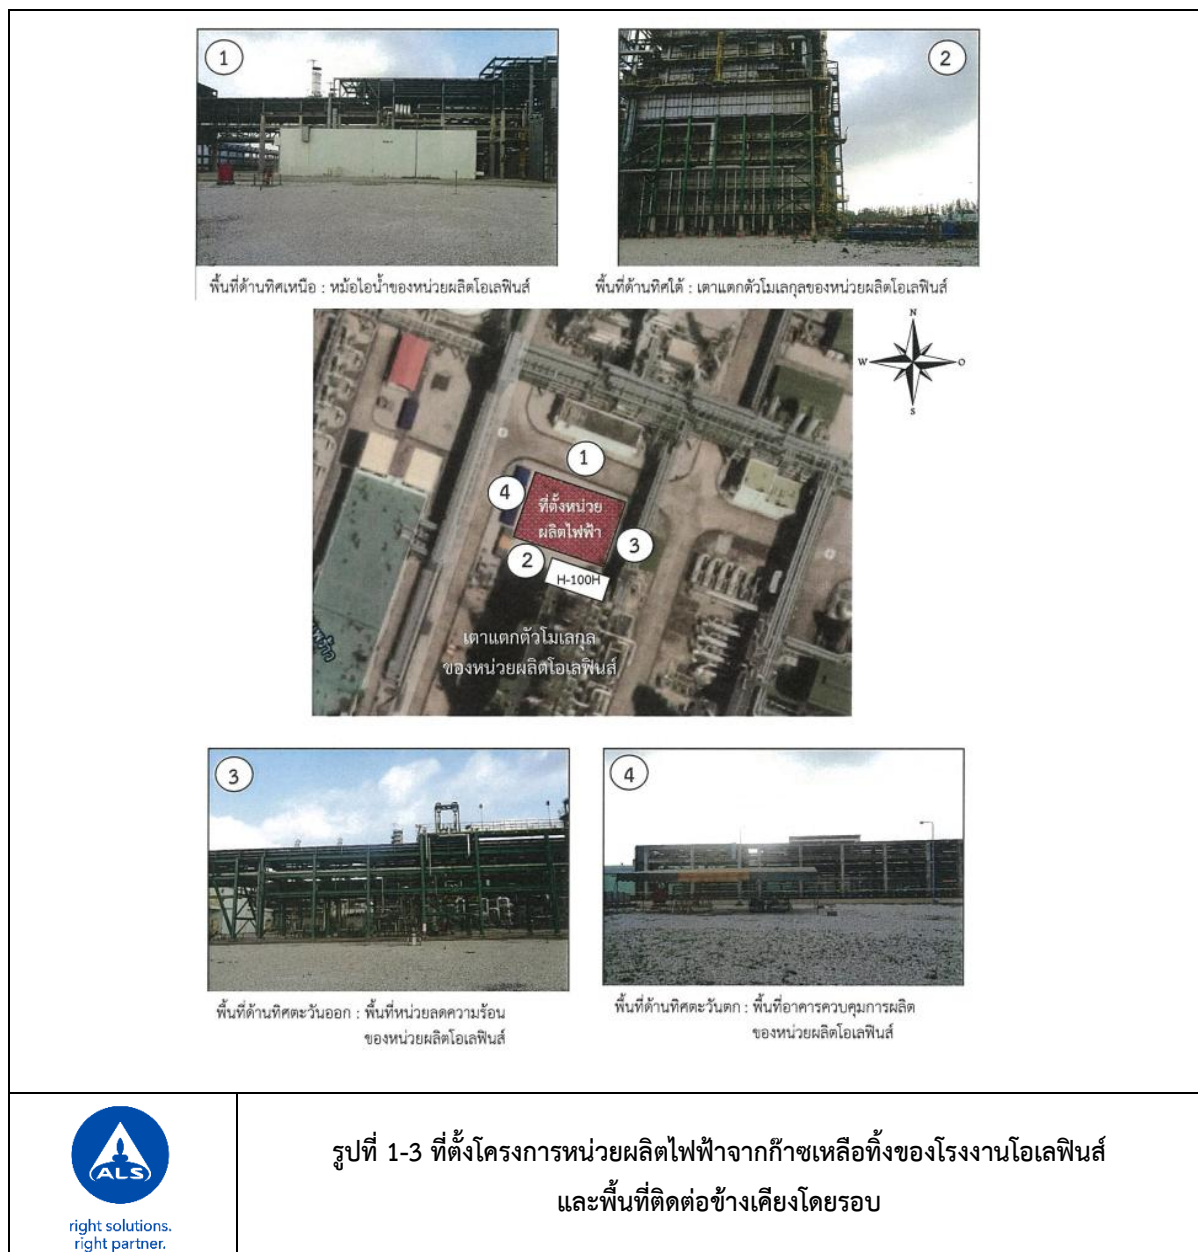 1
2
พื้นที่ด้านทิศเหนือ : หม้อไอน้ำของหน่วยผลิตโอเลฟินส์
พื้นที่ด้านทิศใต้ : เตาแตกตัวโมเลกุลของหน่วยผลิตโอเลฟินส์
N
W
O
S
1
4
ที่ตั้งหน่วย
ผลิตไฟฟ้า
3
2
H-100H
เตาแตกตัวโมเลกุล
ของหน่วยผลิตโอเลฟินส์
3
4
พื้นที่ด้านทิศตะวันออก : พื้นที่หน่วยลดความร้อน
ของหน่วยผลิตโอเลฟินส์
พื้นที่ด้านทิศตะวันตก : พื้นที่อาคารควบคุมการผลิต
ของหน่วยผลิตโอเลฟินส์
ALS
right solutions.
right partner.
รูปที่ 1-3 ที่ตั้งโครงการหน่วยผลิตไฟฟ้าจากก๊าซเหลือทิ้งของโรงงานโอเลฟินส์
และพื้นที่ติดต่อข้างเคียงโดยรอบ